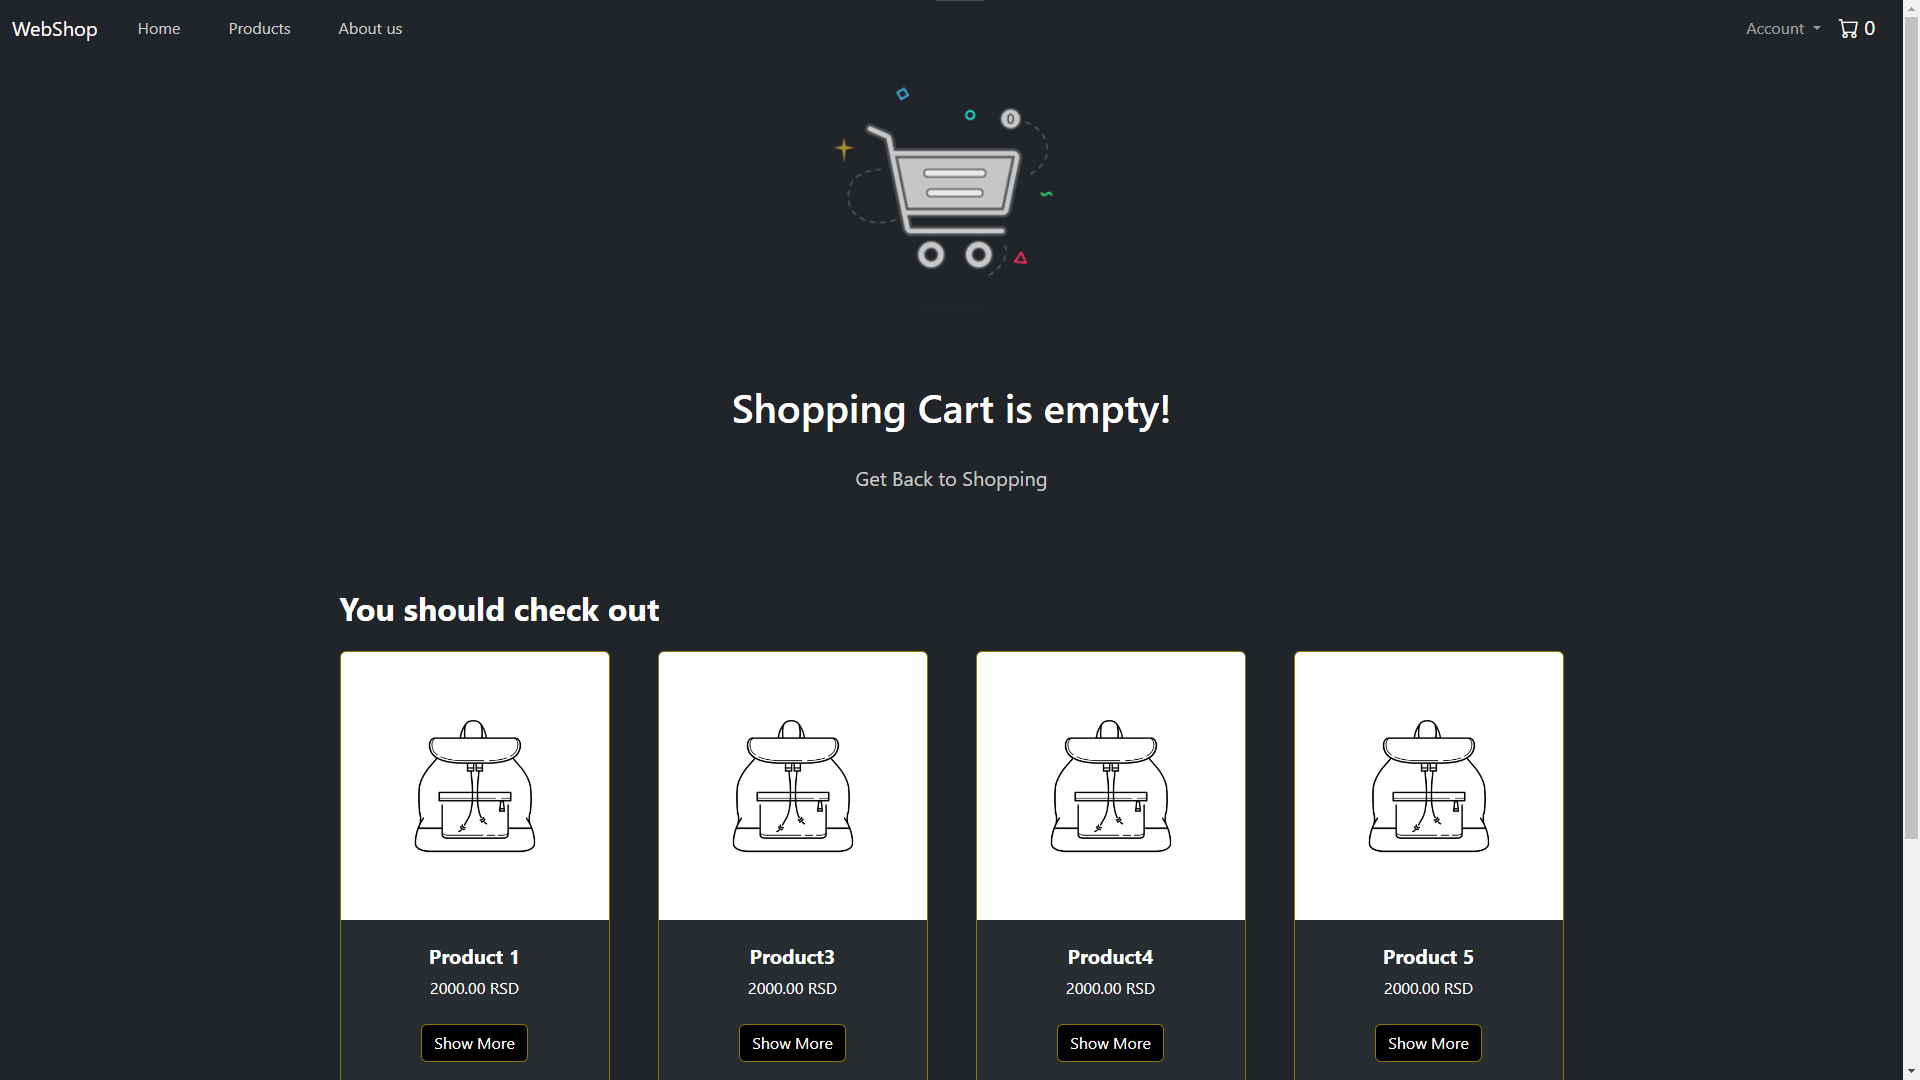 WebShop Home Products About us Account 0
0
Shopping Cart is empty!
Get Back to Shopping
You should check out
Product 1 Product3 Product4 Product 5
2000.00 RSD 2000.00 RSD 2000.00 RSD 2000.00 RSD
Show More Show More Show More Show More